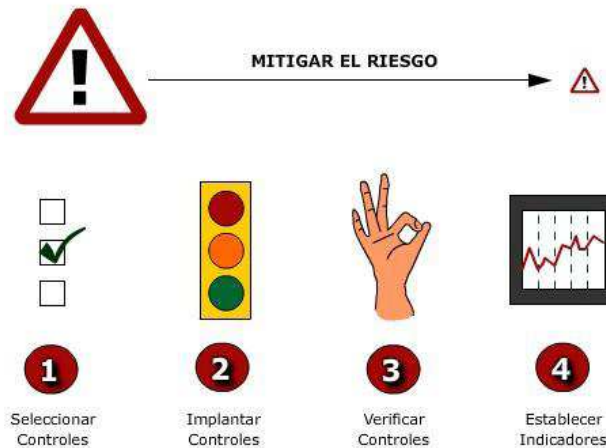 !
MITIGAR EL RIESGO
!
1
2
3
4
Seleccionar
Controles
Implantar
Controles
Verificar
Controles
Establecer
Indicadores